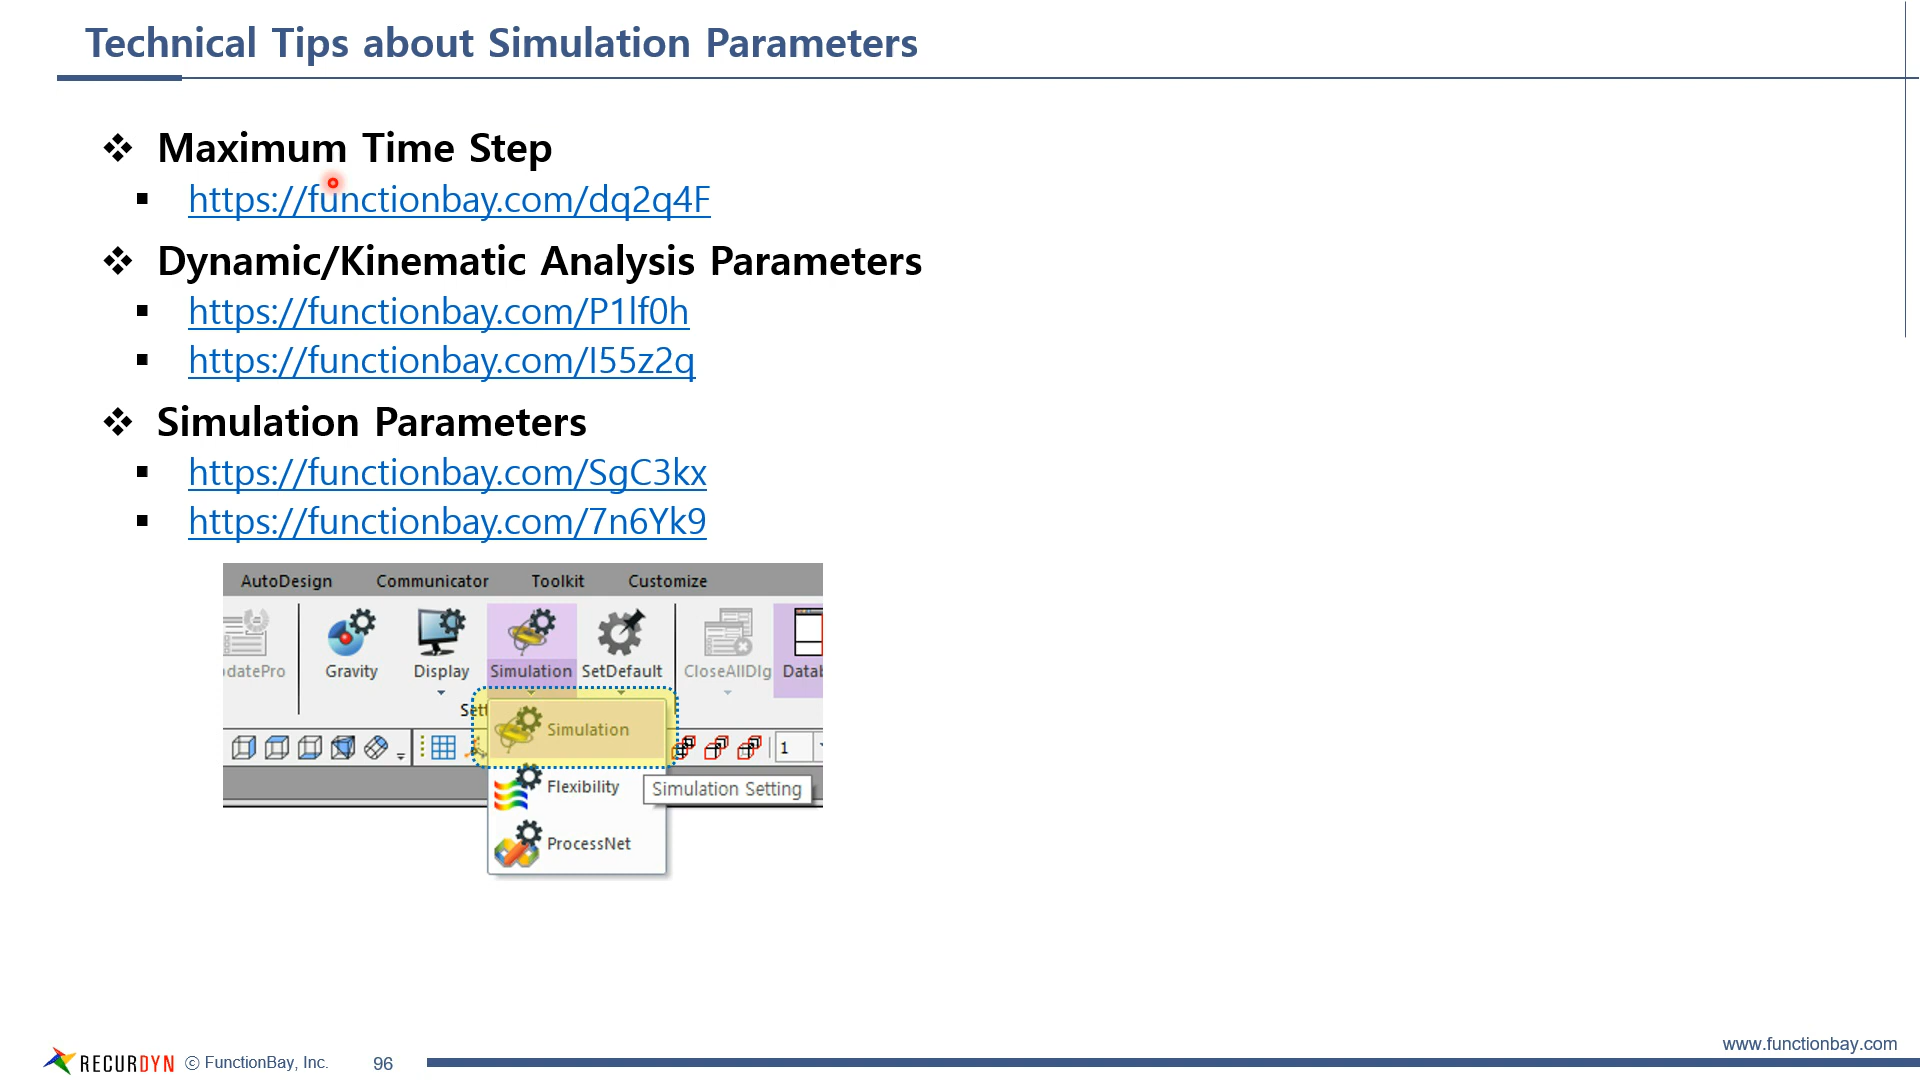 Technical Tips about Simulation Parameters
Maximum Time Step
https://functionbay.com/dq2q4F
Dynamic/Kinematic Analysis Parameters
https://functionbay.com/P1lf0h
https://functionbay.com/I55z2q
Simulation Parameters
https://functionbay.com/SgC3kx
https://functionbay.com/7n6Yk9
AutoDesign Communicator Toolkit Customize
datePro Gravity Display Simulation SetDefault CloseAllDlg Datab
Sett
Simulation
1
Flexibility
Simulation Setting
ProcessNet
www.functionbay.com
RECURDYN © FunctionBay, Inc. 96